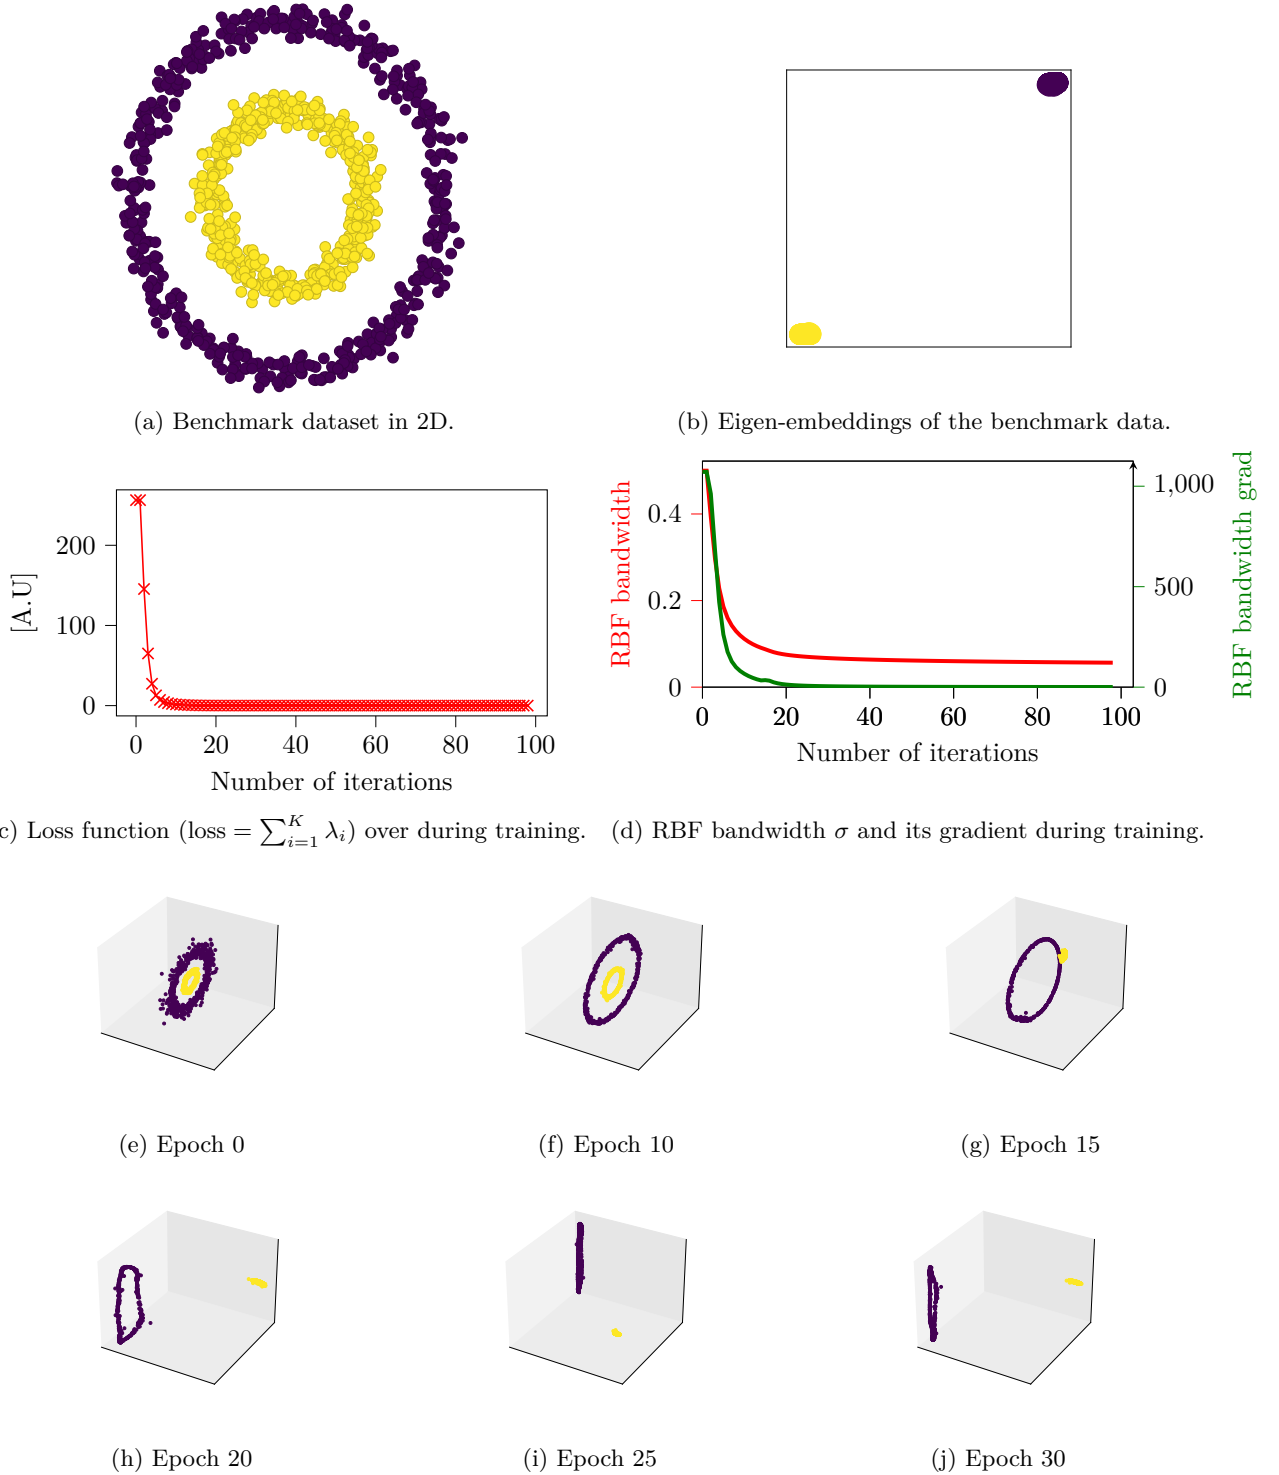 (a) Benchmark dataset in 2D.
(b) Eigen-embeddings of the benchmark data.
200
100
0
[A.U]
0 20 40 60 80 100
Number of iterations
0.4
0.2
0
RBF bandwidth
1,000
500
0
RBF bandwidth grad
0 20 40 60 80 100
Number of iterations
c) Loss function (loss = ∑_{i=1}^{K} λ_i) over during training.
(d) RBF bandwidth σ and its gradient during training.
(e) Epoch 0
(f) Epoch 10
(g) Epoch 15
(h) Epoch 20
(i) Epoch 25
(j) Epoch 30